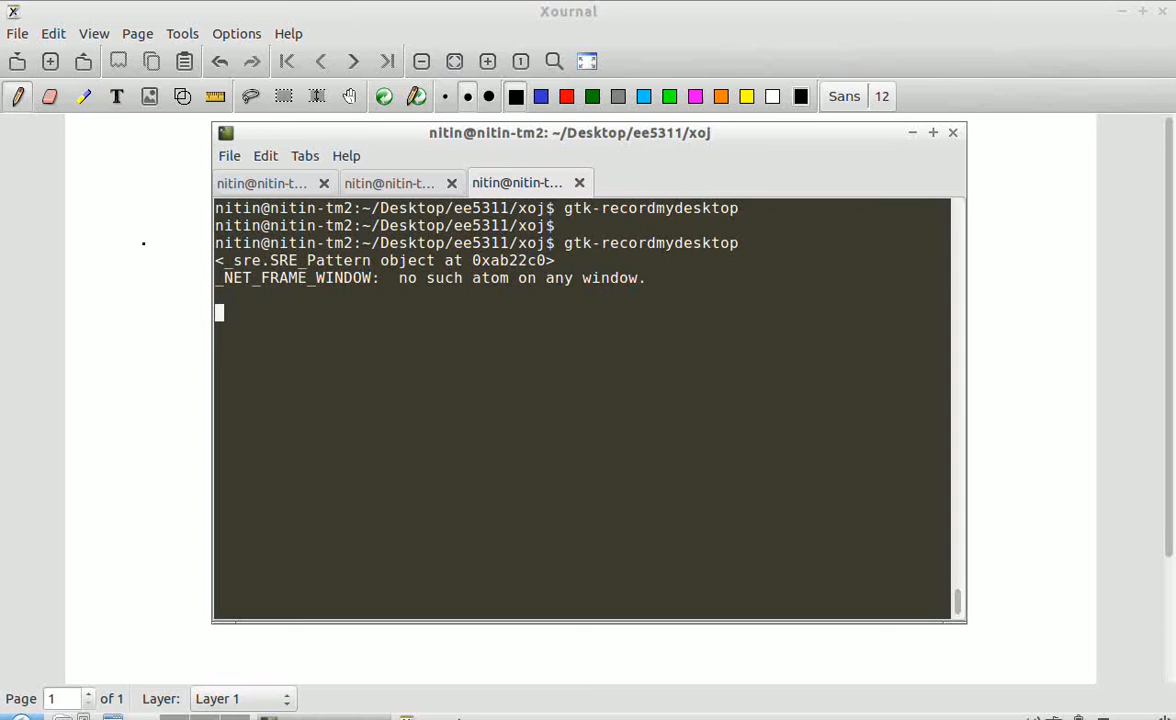 Xournal
File Edit View Page Tools Options Help
Sans 12
nitin@nitin-tm2: ~/Desktop/ee5311/xoj
File Edit Tabs Help
nitin@nitin-t... nitin@nitin-t... nitin@nitin-t...
nitin@nitin-tm2:~/Desktop/ee5311/xoj$ gtk-recordmydesktop
nitin@nitin-tm2:~/Desktop/ee5311/xoj$
nitin@nitin-tm2:~/Desktop/ee5311/xoj$ gtk-recordmydesktop
<_sre.SRE_Pattern object at 0xab22c0>
_NET_FRAME_WINDOW: no such atom on any window.
Page 1 of 1 Layer: Layer 1